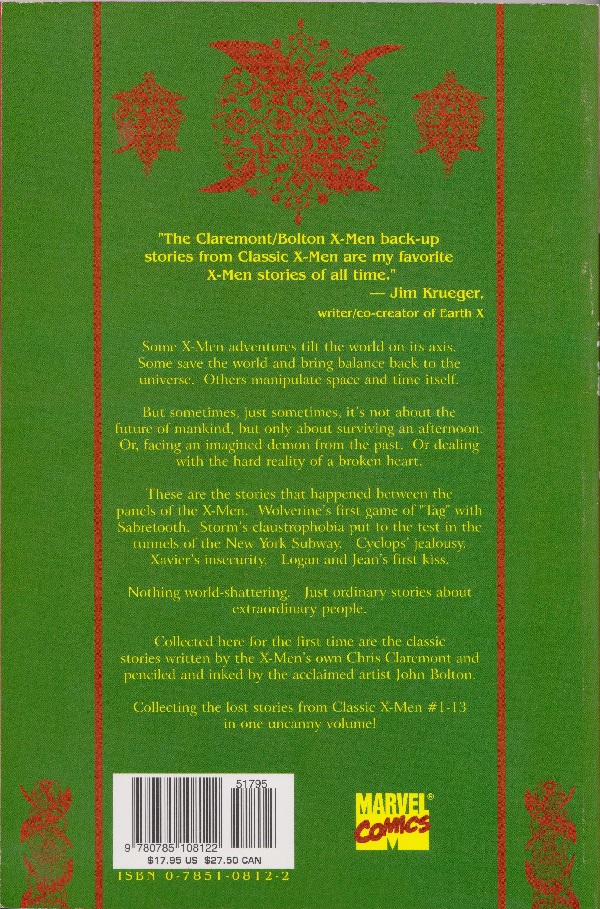 "The Claremont/Bolton X-Men back-up
stories from Classic X-Men are my favorite
X-Men stories of all time."
— Jim Krueger,
writer/co-creator of Earth X
Some X-Men adventures tilt the world on its axis.
Some save the world and bring balance back to the
universe. Others manipulate space and time itself.
But sometimes, just sometimes, it's not about the
future of mankind, but only about surviving an afternoon.
Or, facing an imagined demon from the past. Or dealing
with the hard reality of a broken heart.
These are the stories that happened between the
panels of the X-Men. Wolverine's first game of "Tag" with
Sabretooth. Storm's claustrophobia put to the test in the
tunnels of the New York Subway. Cyclops' jealousy.
Xavier's insecurity. Logan and Jean's first kiss.
Nothing world-shattering. Just ordinary stories about
extraordinary people.
Collected here for the first time are the classic
stories written by the X-Men's own Chris Claremont and
penciled and inked by the acclaimed artist John Bolton.
Collecting the lost stories from Classic X-Men #1-13
in one uncanny volume!
51795
9 780785 108122
$17.95 US $27.50 CAN
ISBN 0-7851-0812-2
MARVEL®
COMICS